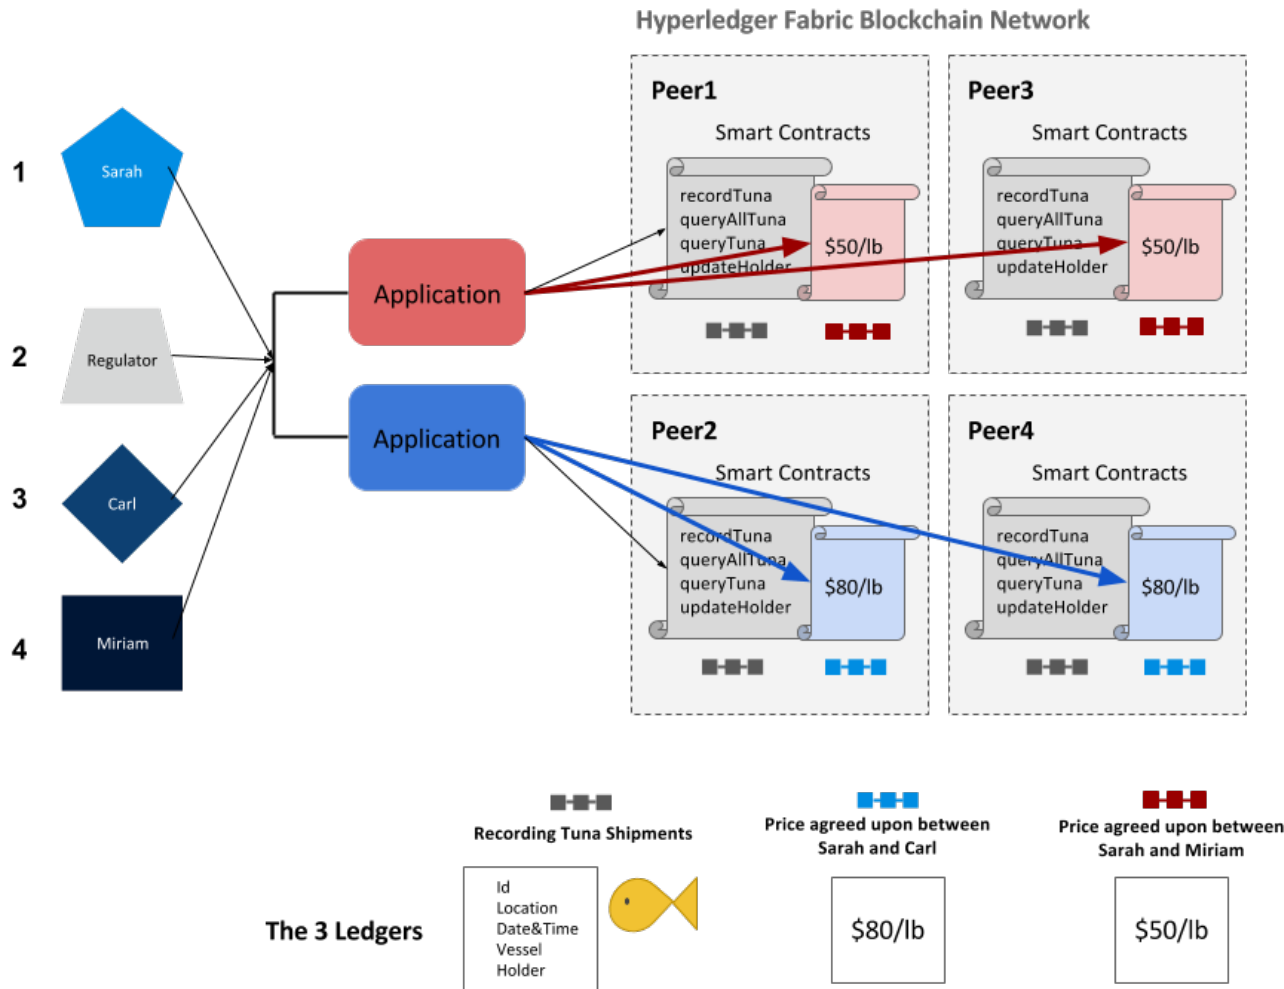 Hyperledger Fabric Blockchain Network
Peer1
Smart Contracts
recordTuna
queryAllTuna
queryTuna
updateHolder
$50/lb
Peer3
Smart Contracts
recordTuna
queryAllTuna
queryTuna
updateHolder
$50/lb
1
Sarah
2
Regulator
3
Carl
4
Miriam
Application
Application
Peer2
Smart Contracts
recordTuna
queryAllTuna
queryTuna
updateHolder
$80/lb
Peer4
Smart Contracts
recordTuna
queryAllTuna
queryTuna
updateHolder
$80/lb
The 3 Ledgers
Recording Tuna Shipments
Id
Location
Date&Time
Vessel
Holder
Price agreed upon between
Sarah and Carl
$80/lb
Price agreed upon between
Sarah and Miriam
$50/lb